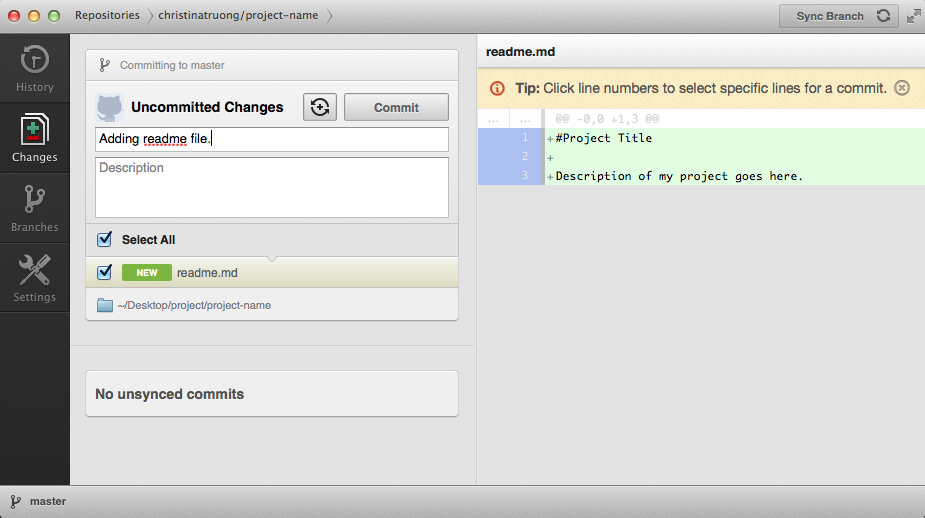 Repositories christinatruong/project-name Sync Branch
History
Changes
Branches
Settings
Committing to master
Uncommitted Changes Commit
Adding readme file.
Description
Select All
NEW readme.md
~/Desktop/project/project-name
No unsynced commits
readme.md
Tip: Click line numbers to select specific lines for a commit.
... ... @@ -0,0 +1,3 @@
1 +#Project Title
2 +
3 +Description of my project goes here.
master